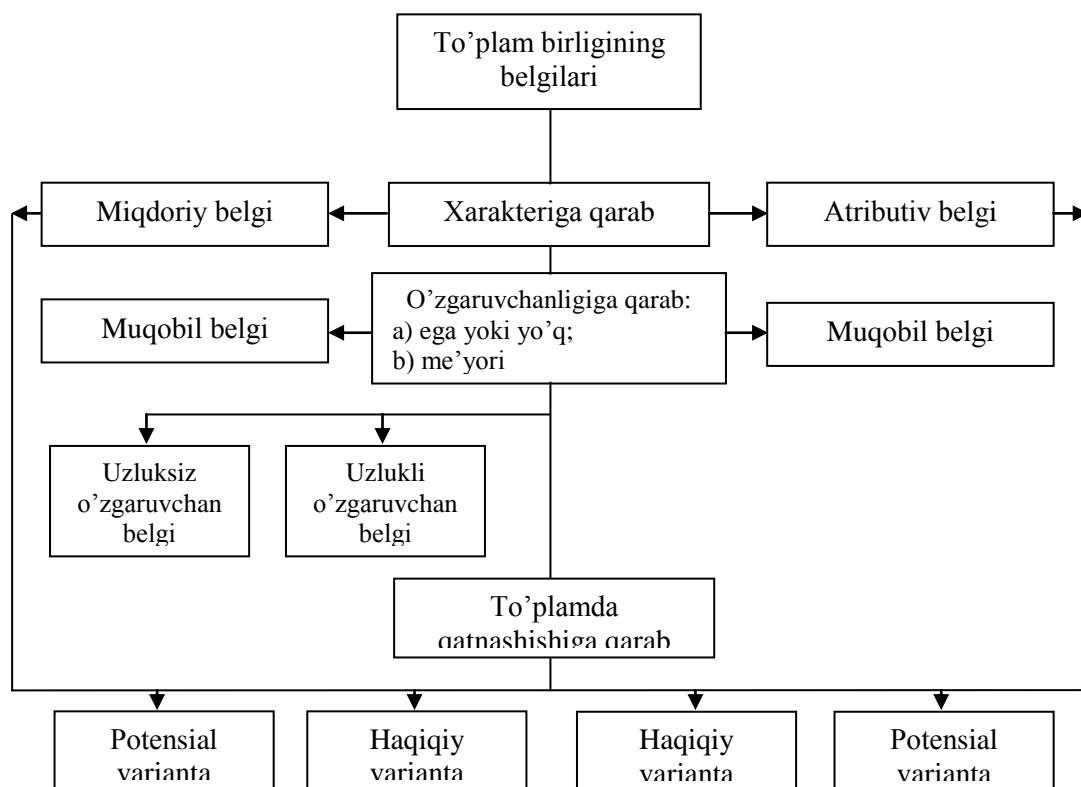 To’plam birligining
belgilari
Miqdoriy belgi
Xarakteriga qarab
Atributiv belgi
O’zgaruvchanligiga qarab:
a) ega yoki yo’q;
b) me’yori
Muqobil belgi
Muqobil belgi
Uzluksiz
o’zgaruvchan
belgi
Uzlukli
o’zgaruvchan
belgi
To’plamda
qatnashishiga qarab
Potensial
varianta
Haqiqiy
varianta
Haqiqiy
varianta
Potensial
varianta